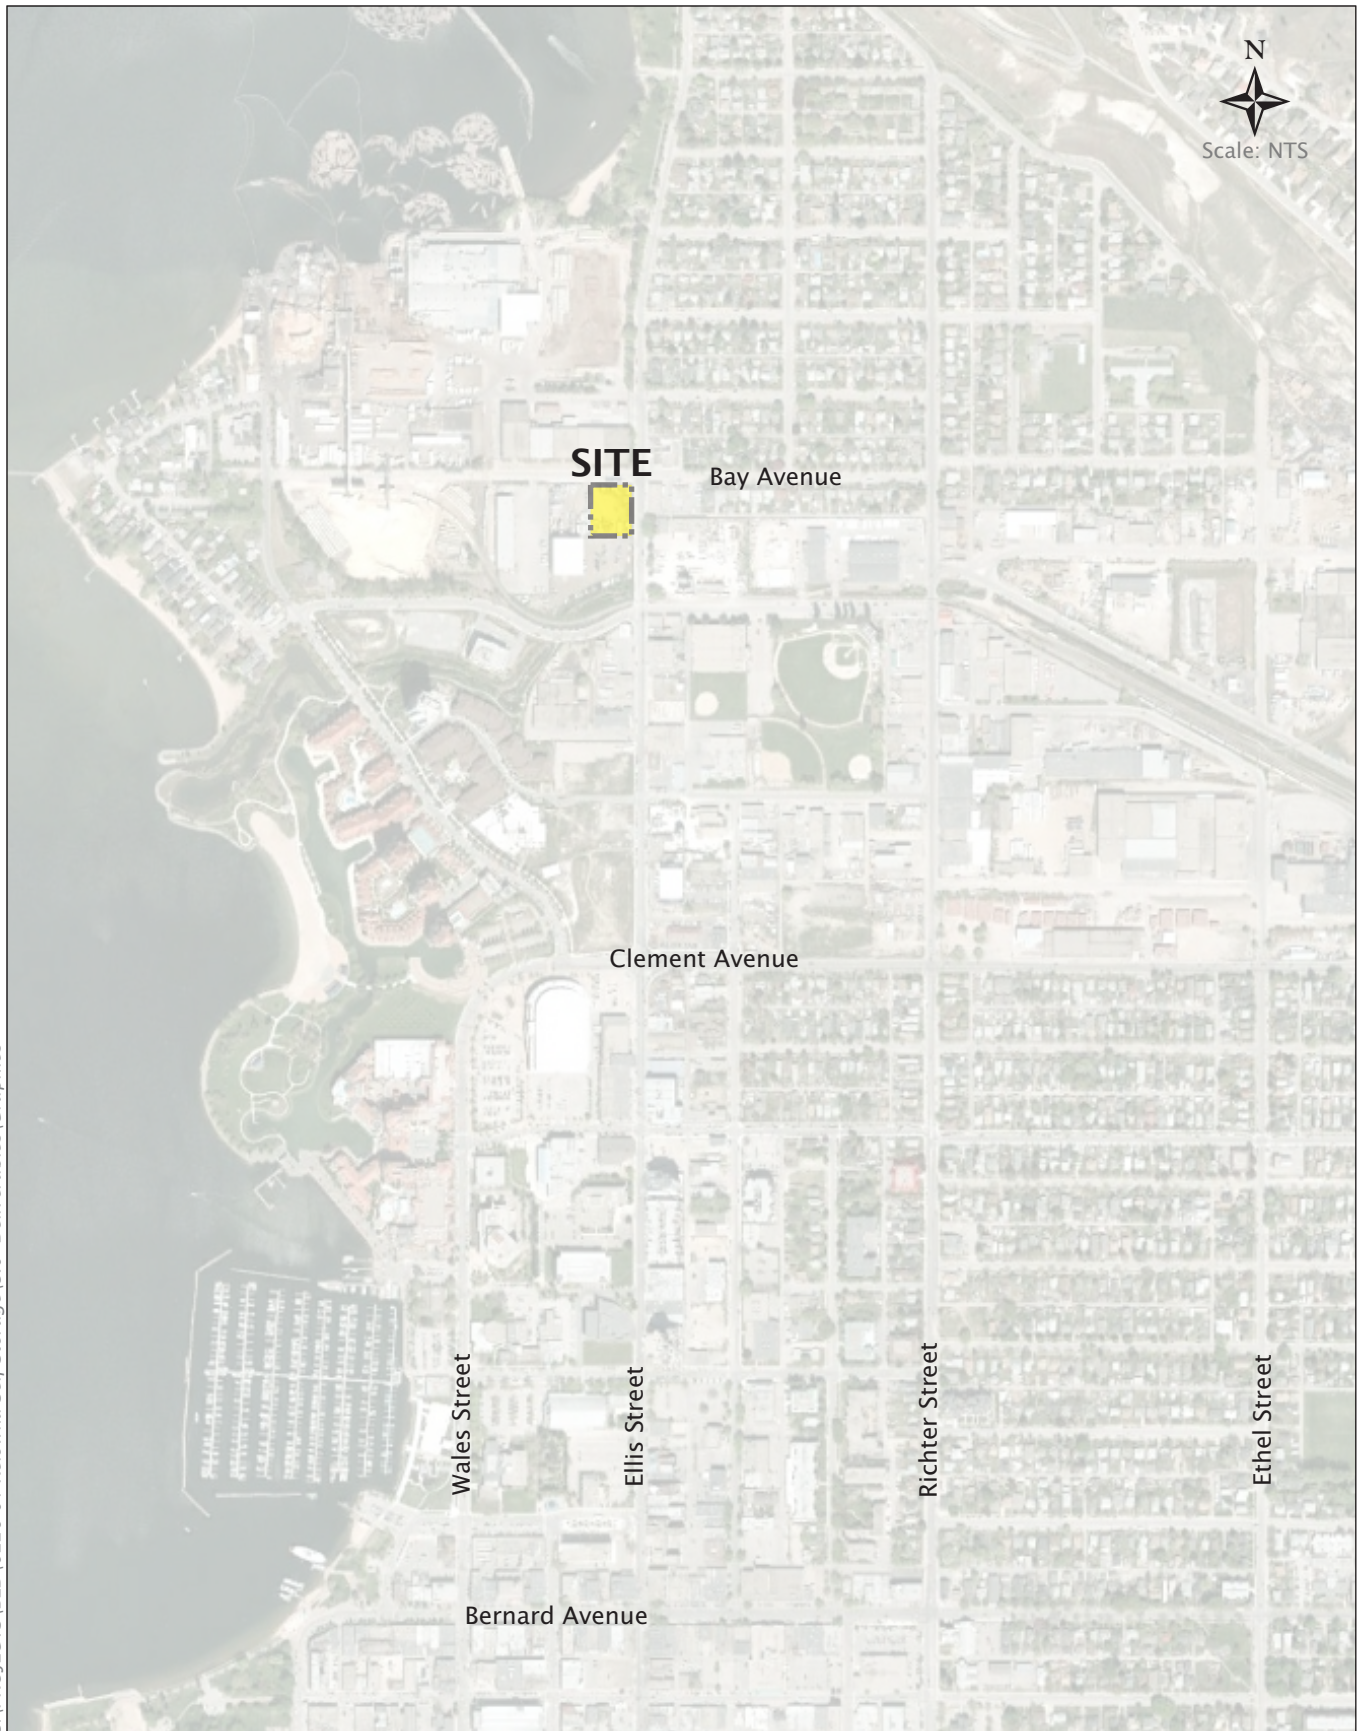 N
Scale: NTS
SITE
Bay Avenue
Clement Avenue
Wales Street
Ellis Street
Richter Street
Ethel Street
Bernard Avenue